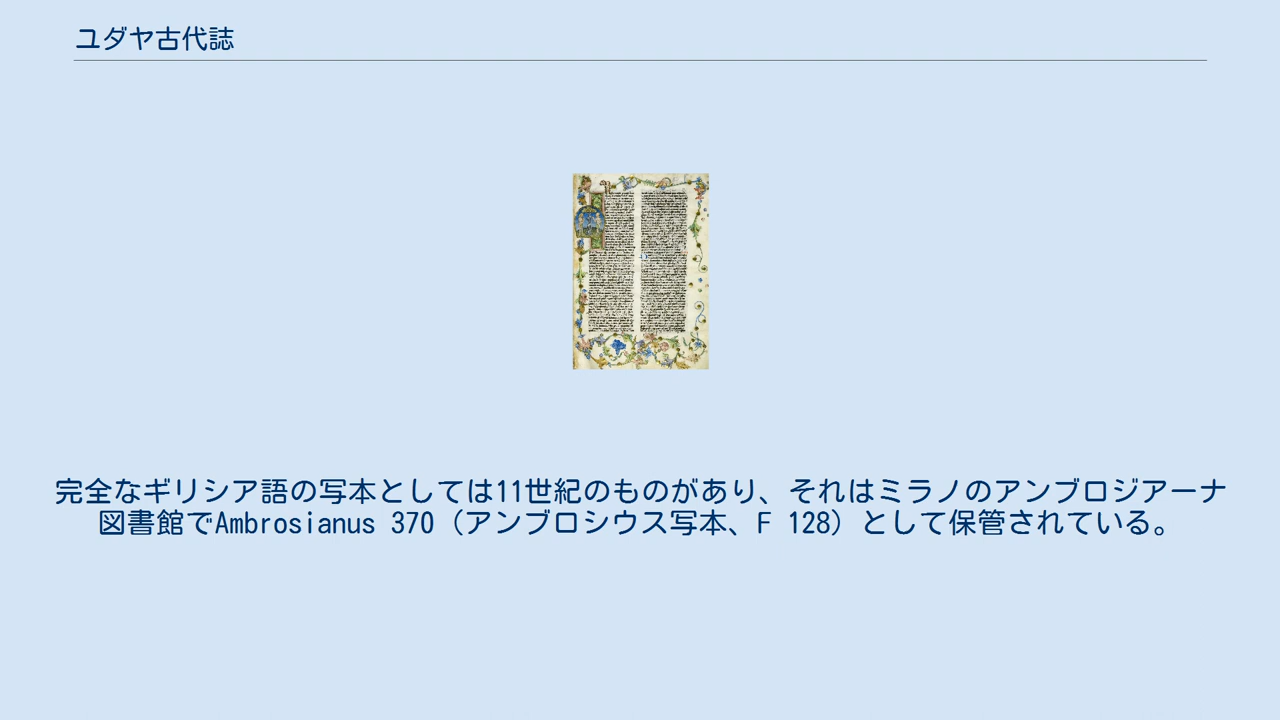 ユダヤ古代誌
完全なギリシア語の写本としては11世紀のものがあり、それはミラノのアンブロジアーナ
図書館でAmbrosianus 370（アンブロシウス写本、F 128）として保管されている。